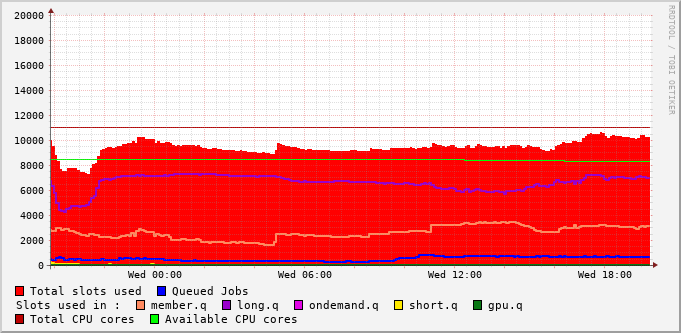 20000
18000
16000
14000
12000
10000
8000
6000
4000
2000
0
Wed 00:00 Wed 06:00 Wed 12:00 Wed 18:00
RRDTOOL / TOBI OETIKER
Total slots used Queued Jobs
Slots used in : member.q long.q ondemand.q short.q gpu.q
Total CPU cores Available CPU cores